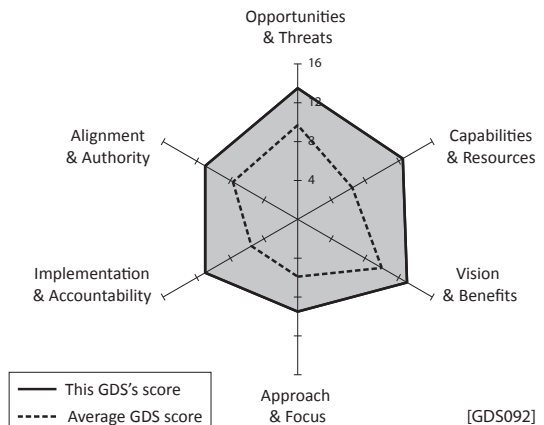 Opportunities
& Threats
16
12
8
4
Alignment
& Authority
Capabilities
& Resources
Implementation
& Accountability
Vision
& Benefits
This GDS's score
Average GDS score
Approach
& Focus
[GDS092]